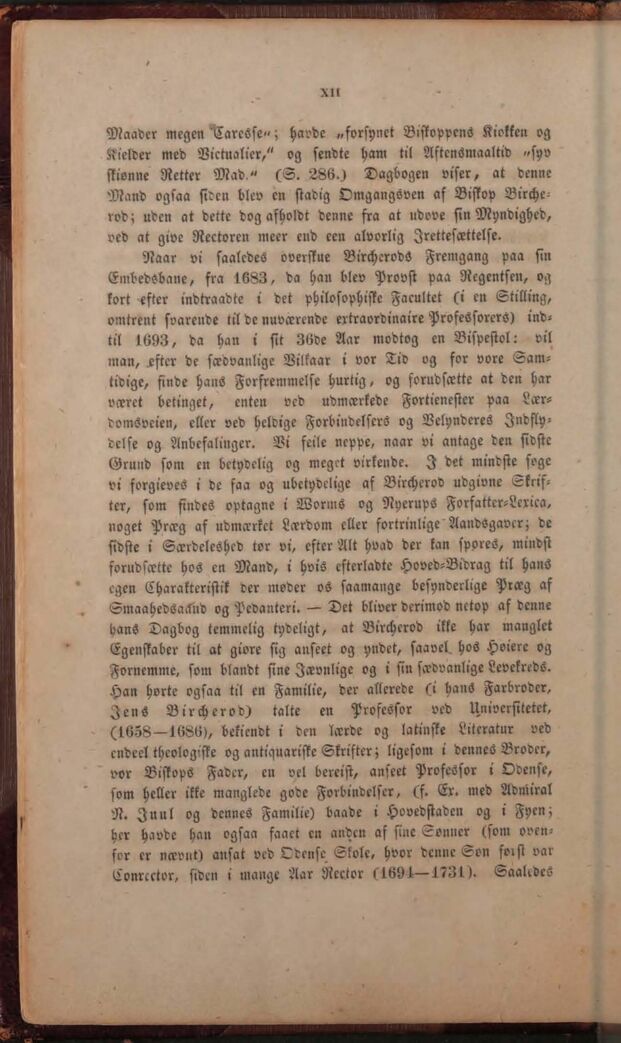 XII
Maader megen Caresse"; havde „forsynet Biskoppens Kiokken og
Kielder med Victualier," og sendte ham til Aftensmaaltid „syv
skiønne Retter Mad." (S. 286.) Dagbogen viser, at denne
Mand ogsaa siden blev en stadig Omgangsven af Biskop Birche-
rod; uden at dette dog afholdt denne fra at udøve sin Myndighed,
ved at give Rectoren meer end een alvorlig Irettesættelse.
Naar vi saaledes overskue Bircherods Fremgang paa sin
Embedsbane, fra 1683, da han blev Provst paa Regentsen, og
kort efter indtraadte i det philosophiske Facultet (i en Stilling,
omtrent svarende til de nuværende extraordinaire Professorers) ind-
til 1693, da han i sit 36de Aar modtog en Bispestol: vil
man, efter de sædvanlige Vilkaar i vor Tid og for vore Sam-
tidige, finde hans Forfremmelse hurtig, og forudsætte at den har
været betinget, enten ved udmærkede Fortienester paa Lær-
domsveien, eller ved heldige Forbindelsers og Velynderes Indfly-
delse og Anbefalinger. Vi feile neppe, naar vi antage den sidste
Grund som en betydelig og meget virkende. I det mindste søge
vi forgieves i de faa og ubetydelige af Bircherod udgivne Skrif-
ter, som findes optagne i Worms og Nyerups Forfatter-Lexica,
noget Præg af udmærket Lærdom eller fortrinlige Aandsgaver; de
sidste i Særdeleshed tør vi, efter Alt hvad der kan spores, mindst
forudsætte hos en Mand, i hvis efterladte Hoved-Bidrag til hans
egen Charakteristik der møder os saamange besynderlige Præg af
Smaahedsaand og Pedanteri. — Det bliver derimod netop af denne
hans Dagbog temmelig tydeligt, at Bircherod ikke har manglet
Egenskaber til at giøre sig anseet og yndet, saavel hos Høiere og
Fornemme, som blandt sine Jævnlige og i sin sædvanlige Levekreds.
Han hørte ogsaa til en Familie, der allerede (i hans Farbroder,
Jens Bircherod) talte en Professor ved Universitetet,
(1658—1686), bekiendt i den lærde og latinske Literatur ved
endeel theologiske og antiquariske Skrifter; ligesom i dennes Broder,
vor Biskops Fader, en vel bereist, anseet Professor i Odense,
som heller ikke manglede gode Forbindelser, (f. Ex. med Admiral
N. Juul og dennes Familie) baade i Hovedstaden og i Fyen;
her havde han ogsaa faaet en anden af sine Sønner (som oven-
for er nævnt) ansat ved Odense Skole, hvor denne Søn først var
Conrector, siden i mange Aar Rector (1694—1731). Saaledes